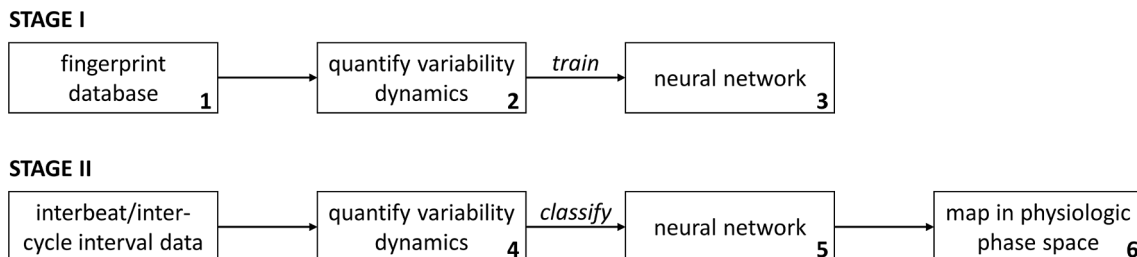 STAGE I
fingerprint
database
1
quantify variability
dynamics
2
train
neural network
3
STAGE II
interbeat/inter-
cycle interval data
quantify variability
dynamics
4
classify
neural network
5
map in physiologic
phase space
6